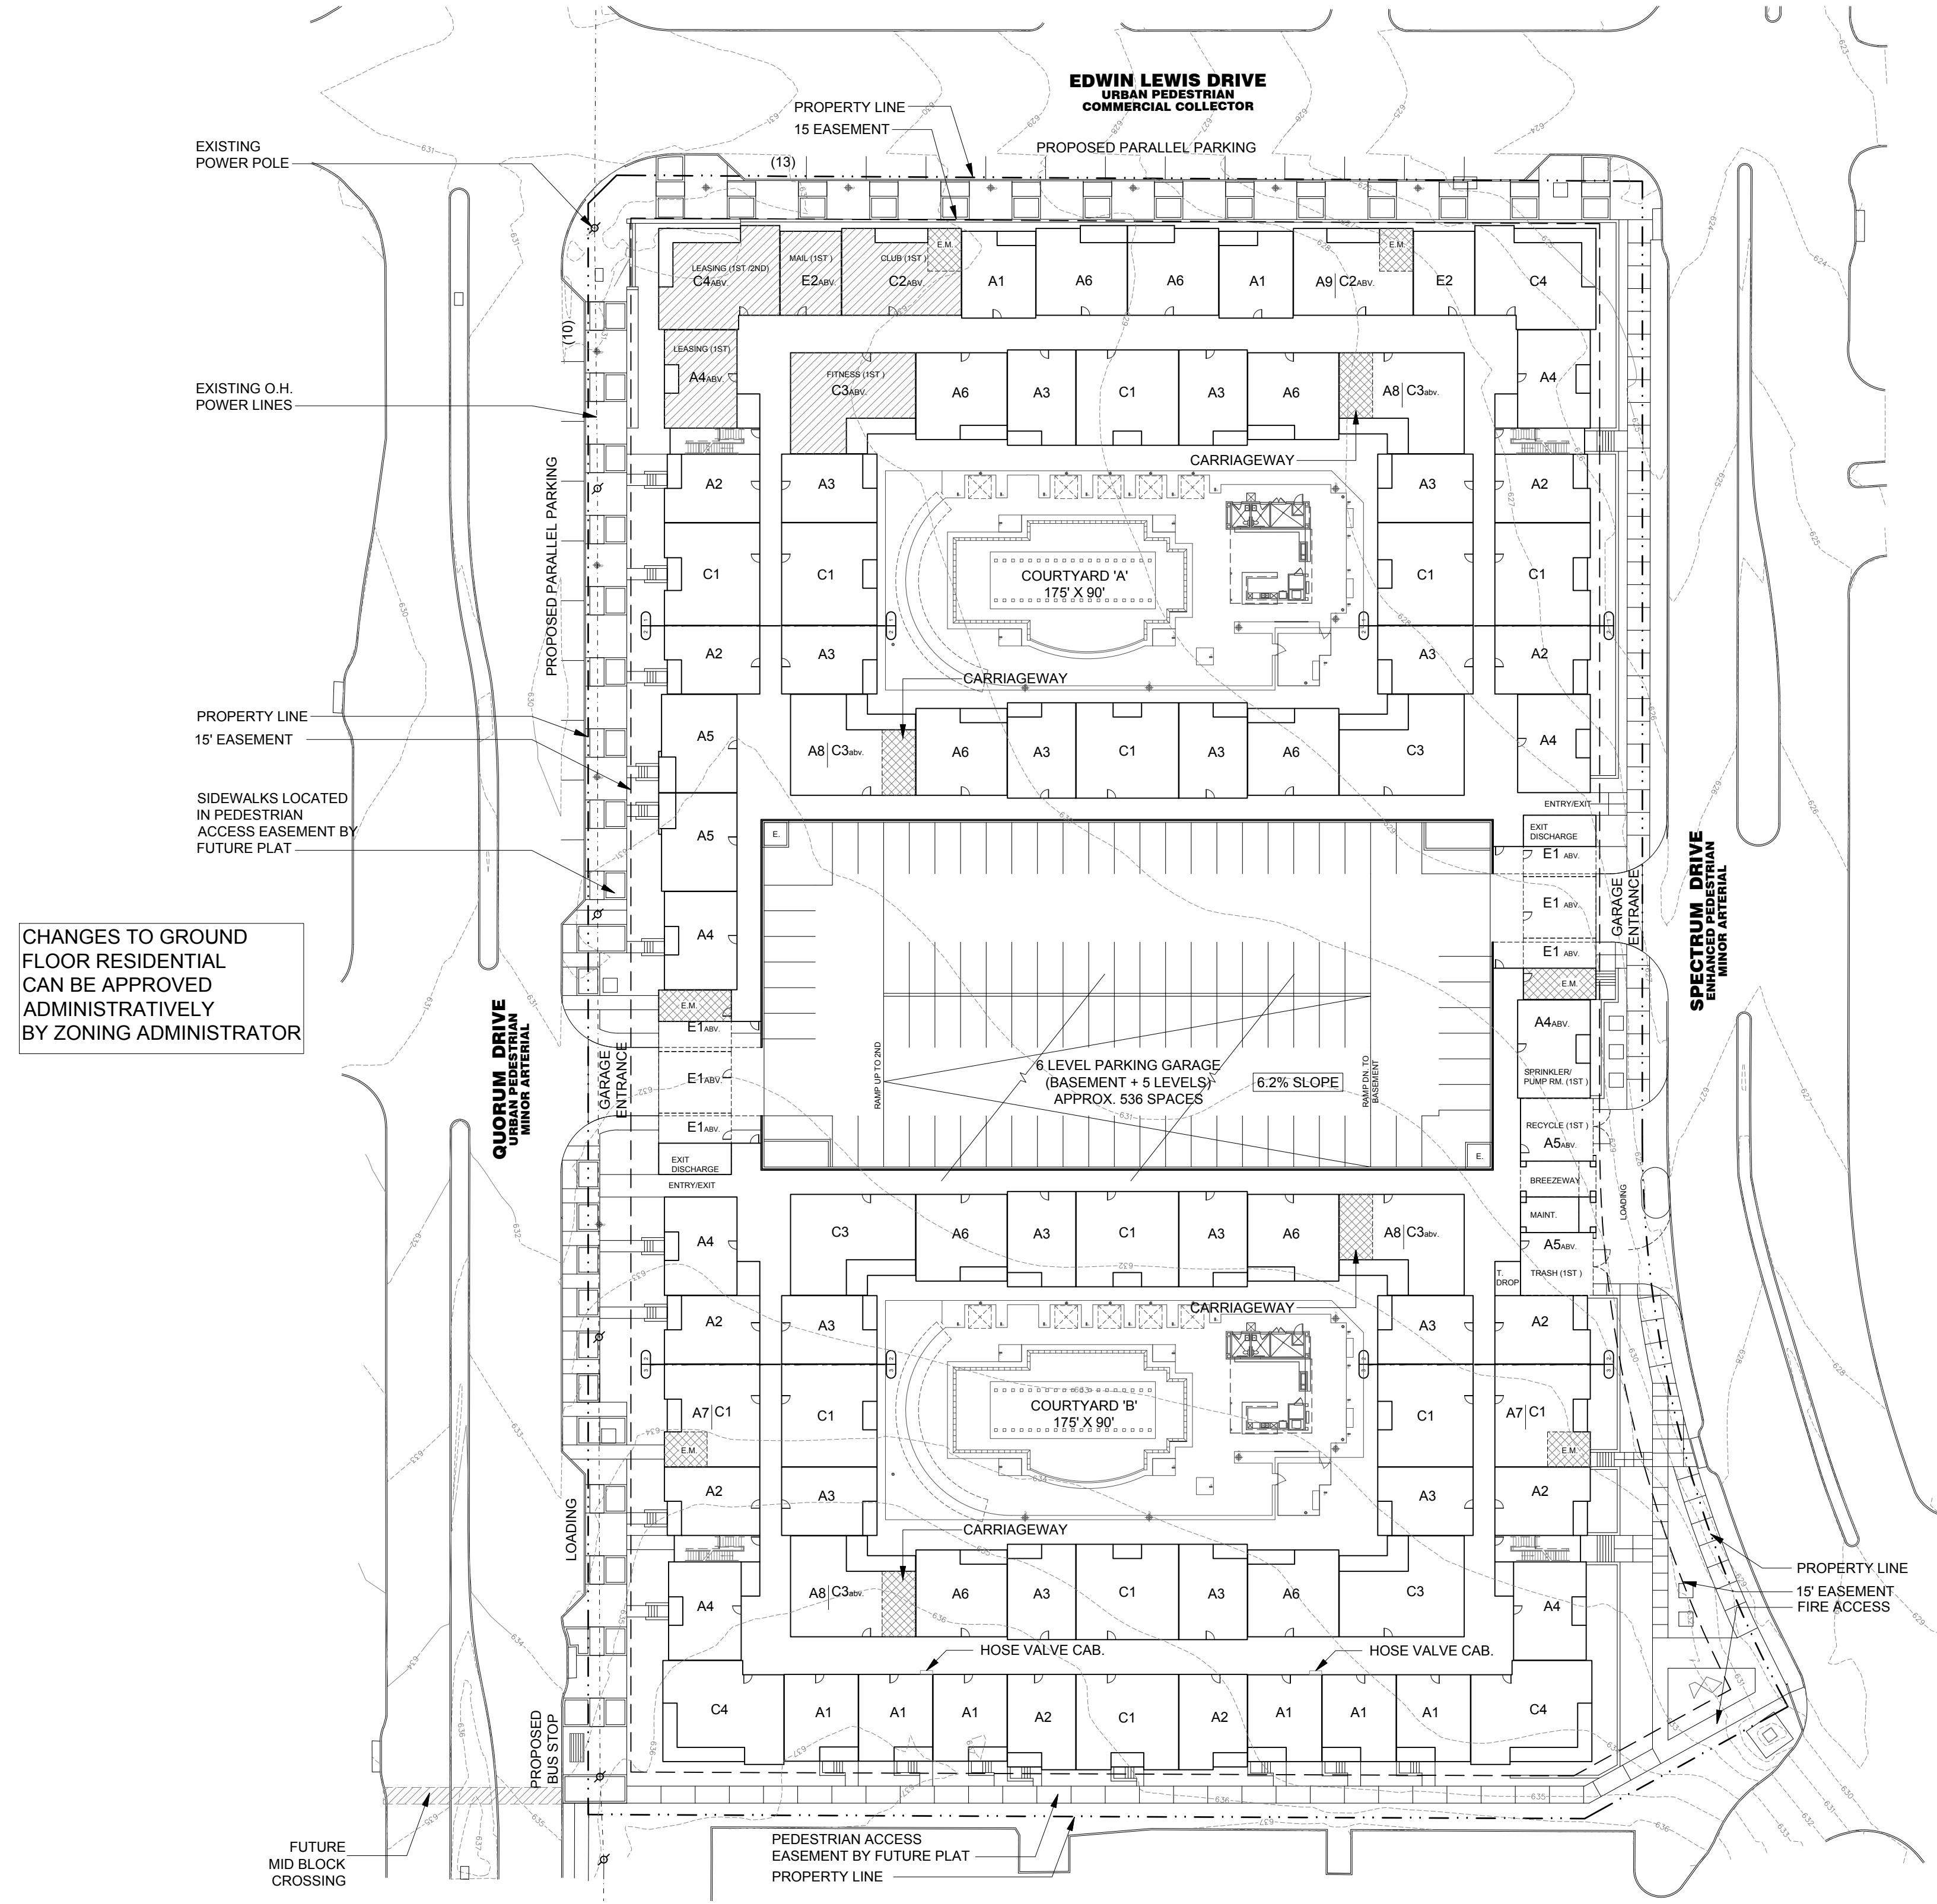 EDWIN LEWIS DRIVE
URBAN PEDESTRIAN
COMMERCIAL COLLECTOR
PROPERTY LINE
15 EASEMENT
PROPOSED PARALLEL PARKING
(13)
EXISTING
POWER POLE
(10)
EXISTING O.H.
POWER LINES
PROPOSED PARALLEL PARKING
PROPERTY LINE
15' EASEMENT
SIDEWALKS LOCATED
IN PEDESTRIAN
ACCESS EASEMENT BY
FUTURE PLAT
CHANGES TO GROUND
FLOOR RESIDENTIAL
CAN BE APPROVED
ADMINISTRATIVELY
BY ZONING ADMINISTRATOR
QUORUM DRIVE
URBAN PEDESTRIAN
MINOR ARTERIAL
LEASING (1ST /2ND)
C4ABV.
MAIL (1ST )
E2ABV.
CLUB (1ST )
C2ABV.
E.M.
A1
A6
A6
A1
A9 C2ABV.
E.M.
E2
C4
LEASING (1ST)
A4ABV.
FITNESS (1ST )
C3ABV.
A6
A3
C1
A3
A6
A8 C3abv.
A4
CARRIAGEWAY
A2
A3
A3
A2
C1
C1
COURTYARD 'A'
175' X 90'
C1
C1
A2
A3
A3
A2
CARRIAGEWAY
A5
A8 C3abv.
A6
A3
C1
A3
A6
C3
A4
ENTRY/EXIT
A5
E.
EXIT
DISCHARGE
E1 ABV.
E1 ABV.
E1 ABV.
GARAGE
ENTRANCE
SPECTRUM DRIVE
ENHANCED PEDESTRIAN
MINOR ARTERIAL
A4
E.M.
E.M.
E1ABV.
E1ABV.
E1ABV.
GARAGE
ENTRANCE
RAMP UP TO 2ND
6 LEVEL PARKING GARAGE
(BASEMENT + 5 LEVELS)
APPROX. 536 SPACES
6.2% SLOPE
RAMP DN. TO
BASEMENT
A4ABV.
SPRINKLER/
PUMP RM. (1ST )
RECYCLE (1ST )
A5ABV.
E.
BREEZEWAY
MAINT.
LOADING
A5ABV.
TRASH (1ST )
T.
DROP
EXIT
DISCHARGE
ENTRY/EXIT
A4
C3
A6
A3
C1
A3
A6
A8 C3abv.
CARRIAGEWAY
A2
A3
A3
A2
A7 C1
E.M.
C1
COURTYARD 'B'
175' X 90'
C1
A7 C1
E.M.
A2
A3
A3
A2
LOADING
CARRIAGEWAY
A4
A8 C3abv.
A6
A3
C1
A3
A6
C3
A4
PROPERTY LINE
15' EASEMENT
FIRE ACCESS
HOSE VALVE CAB.
HOSE VALVE CAB.
C4
A1
A1
A1
A2
C1
A2
A1
A1
A1
C4
PROPOSED
BUS STOP
FUTURE
MID BLOCK
CROSSING
PEDESTRIAN ACCESS
EASEMENT BY FUTURE PLAT
PROPERTY LINE